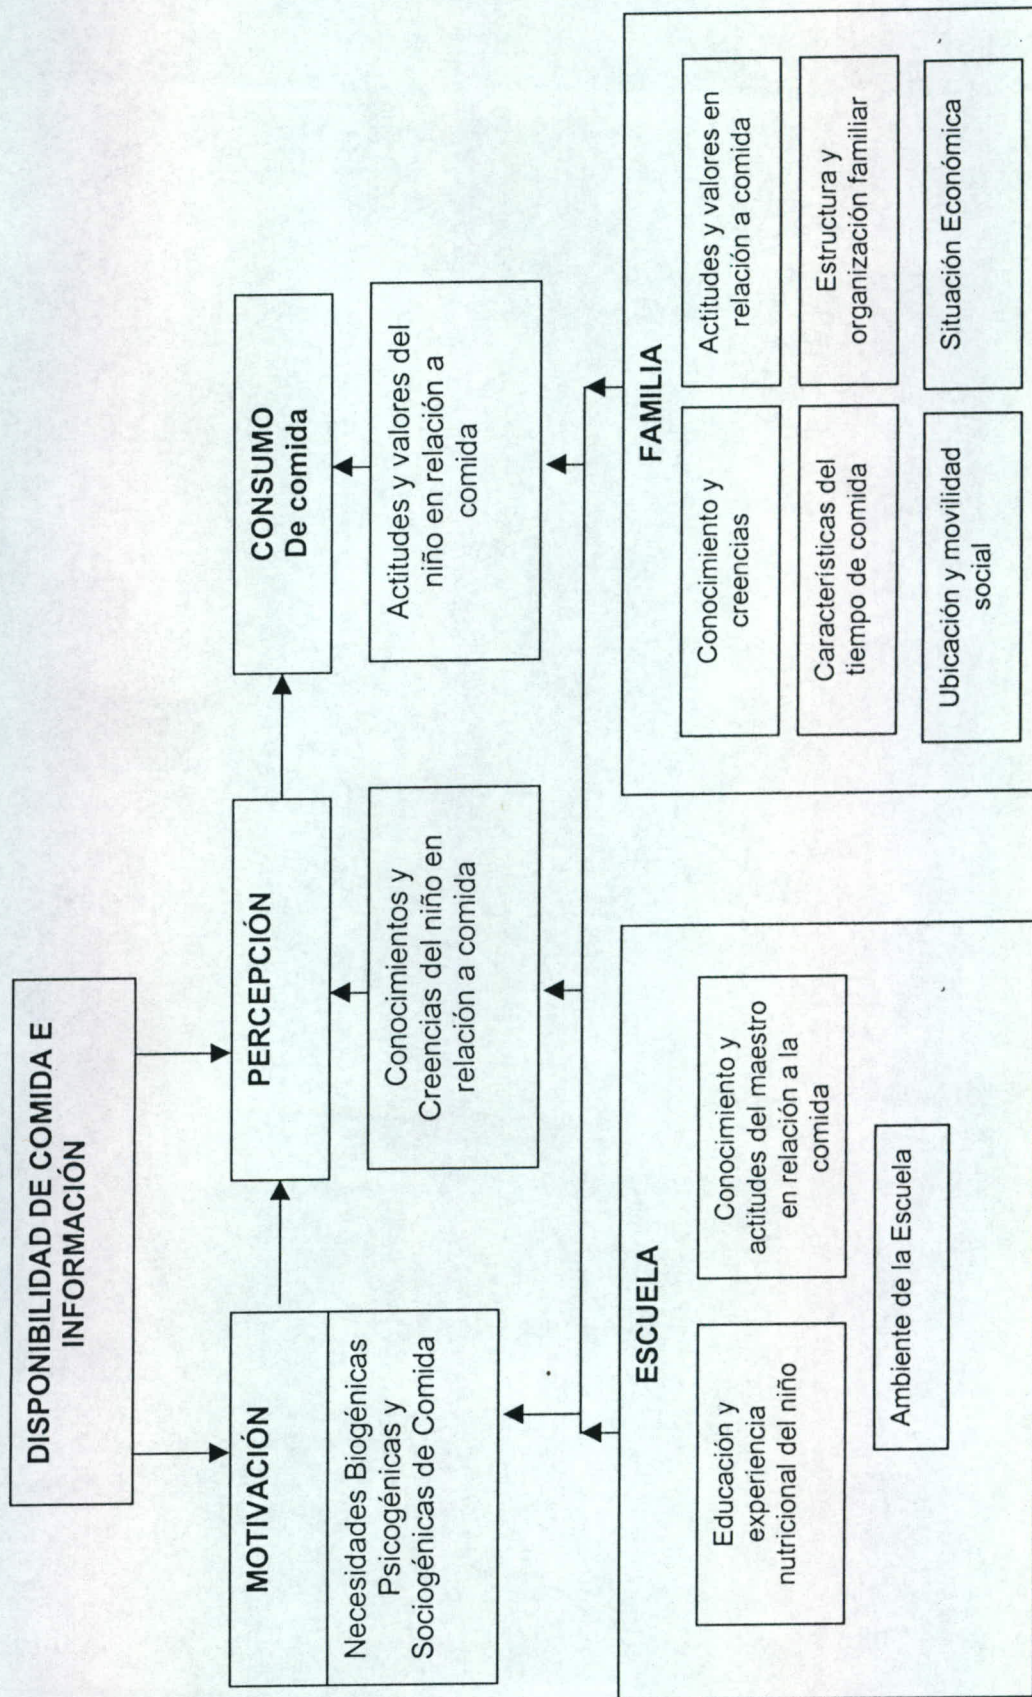 DISPONIBILIDAD DE COMIDA E
INFORMACIÓN
MOTIVACIÓN
Necesidades Biogénicas
Psicogénicas y
Sociogénicas de Comida
PERCEPCIÓN
Conocimientos y
Creencias del niño en
relación a comida
CONSUMO
De comida
Actitudes y valores del
niño en relación a
comida
ESCUELA
Educación y
experiencia
nutricional del niño
Conocimiento y
actitudes del maestro
en relación a la
comida
Ambiente de la Escuela
FAMILIA
Conocimiento y
creencias
Actitudes y valores en
relación a comida
Características del
tiempo de comida
Estructura y
organización familiar
Ubicación y movilidad
social
Situación Económica